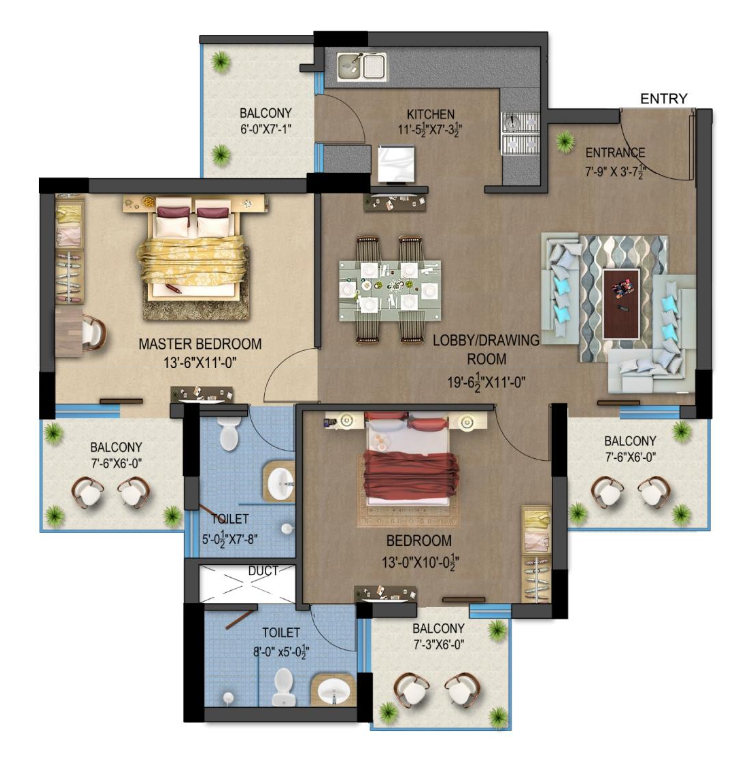 ENTRY
BALCONY
6'-0"X7'-1"
KITCHEN
11'-5½"X7'-3½"
ENTRANCE
7'-9" X 3'-7½"
MASTER BEDROOM
13'-6"X11'-0"
LOBBY/DRAWING
ROOM
19'-6½"X11'-0"
BALCONY
7'-6"X6'-0"
BALCONY
7'-6"X6'-0"
TOILET
5'-0½"X7'-8"
BEDROOM
13'-0"X10'-0½"
DUCT
TOILET
8'-0" x5'-0½"
BALCONY
7'-3"X6'-0"